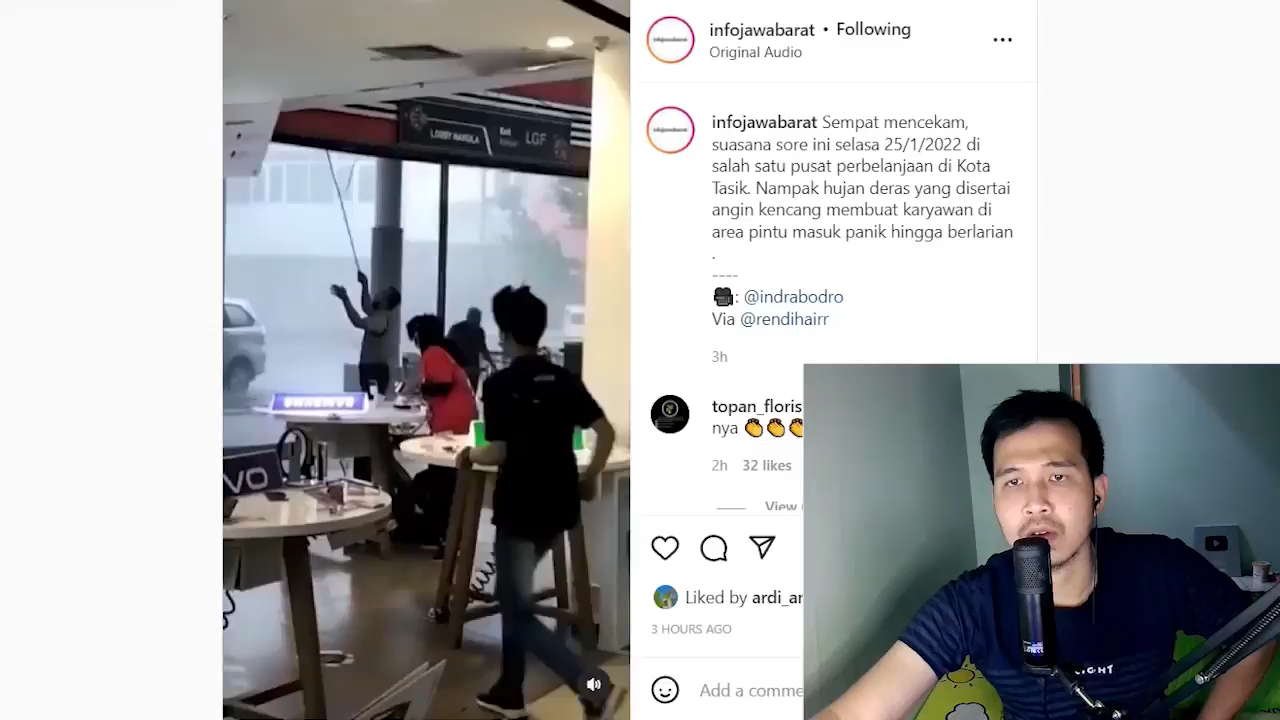 infojawabarat • Following
Original Audio
infojawabarat Sempat mencekam,
suasana sore ini selasa 25/1/2022 di
salah satu pusat perbelanjaan di Kota
Tasik. Nampak hujan deras yang disertai
angin kencang membuat karyawan di
area pintu masuk panik hingga berlarian
.
----
🎥: @indrabodro
Via @rendihairr
3h
topan_floris
nya 👏👏👏
2h 32 likes
View
Liked by ardi_ar
3 HOURS AGO
Add a comme
Exit
LGF
VO